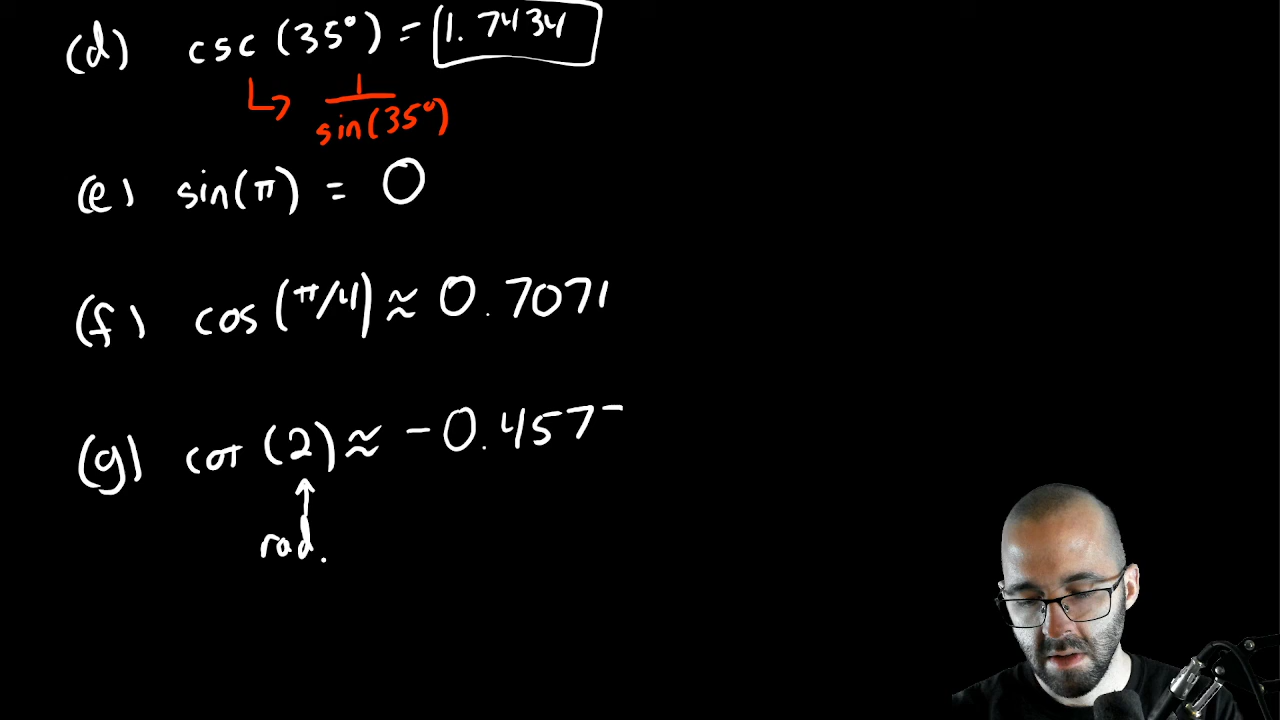 (d) csc (35°) = 1.7434
↳ 1/sin(35°)
(e) sin(π) = 0
(f) cos (π/4) ≈ 0.7071
(g) cot (2) ≈ -0.457
↑
rad.